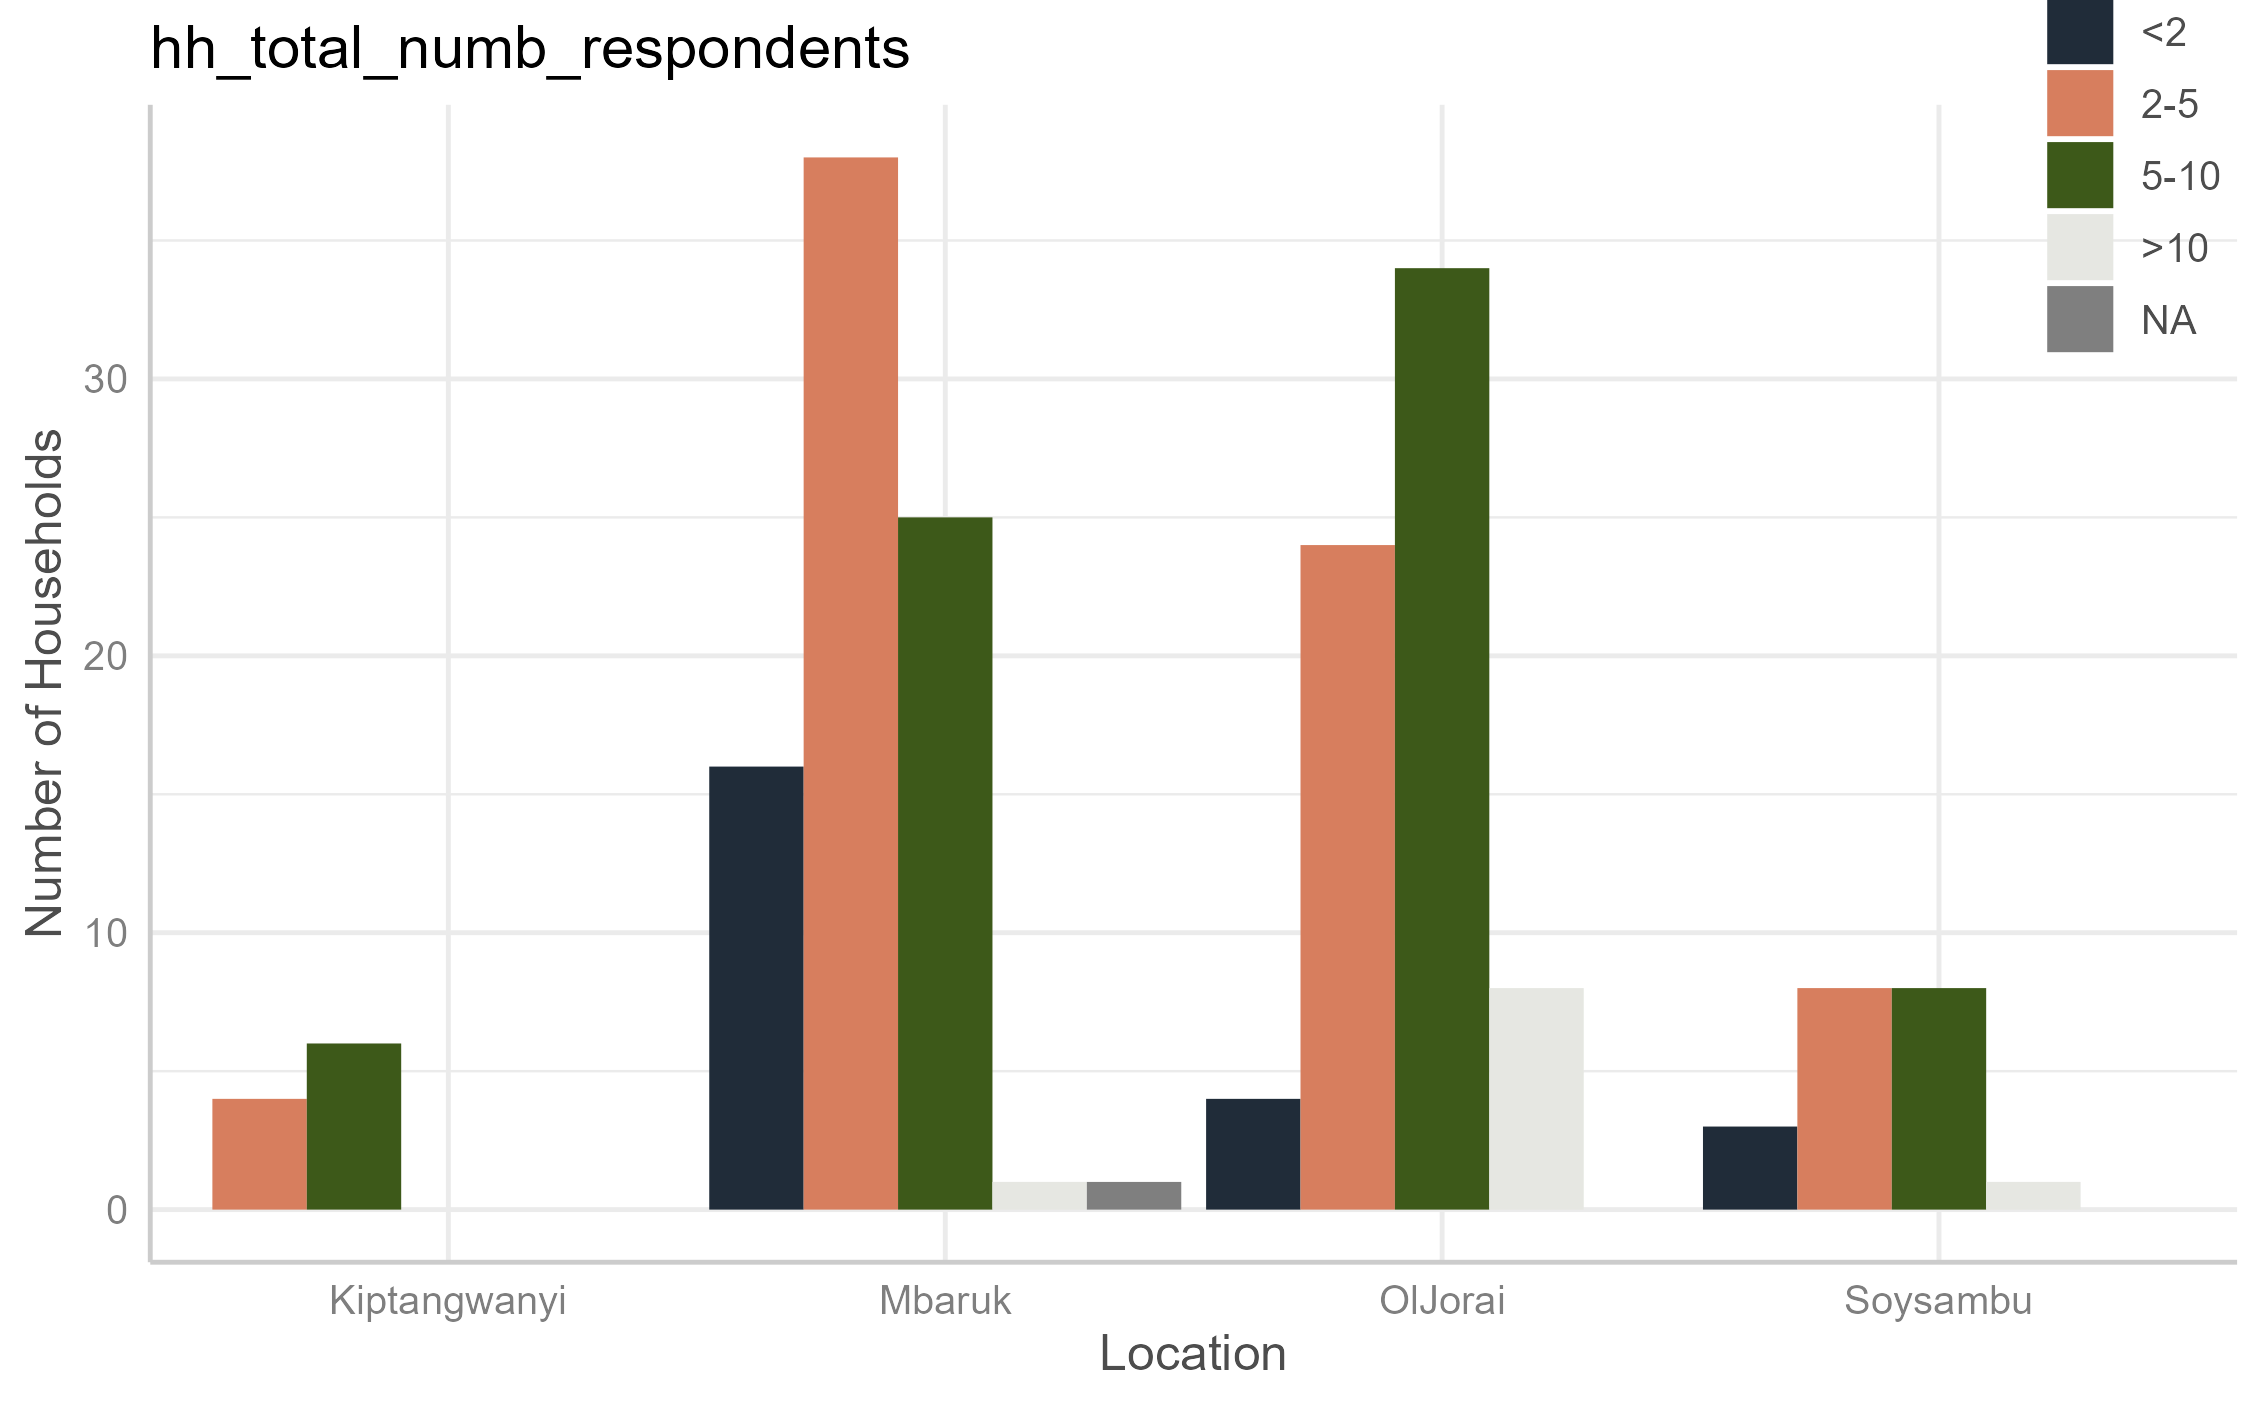 hh_total_numb_respondents
<2
2-5
5-10
>10
NA
Number of Households
30
20
10
0
Kiptangwanyi
Mbaruk
OlJorai
Soysambu
Location